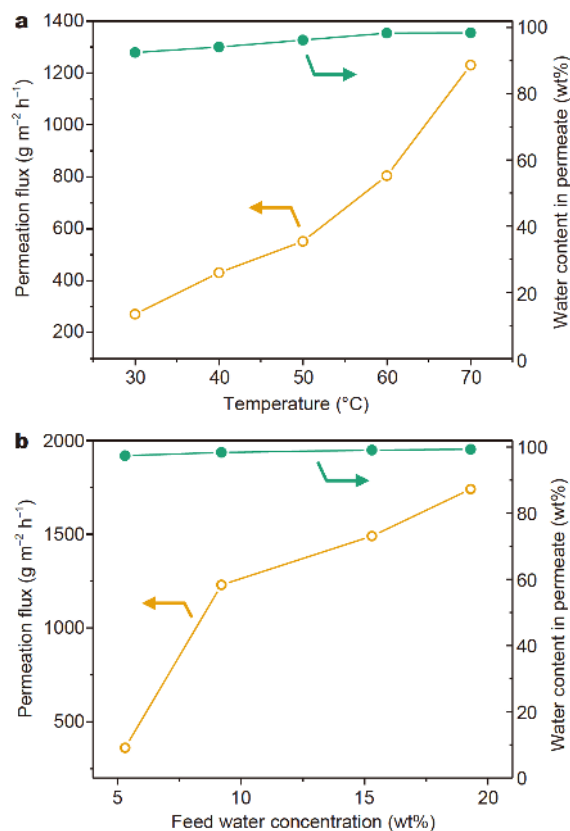 a
1400
1200
1000
800
600
400
200
Permeation flux (g m⁻² h⁻¹)
100
80
60
40
20
0
Water content in permeate (wt%)
30 40 50 60 70
Temperature (°C)
b
2000
1500
1000
500
Permeation flux (g m⁻² h⁻¹)
100
80
60
40
20
0
Water content in permeate (wt%)
5 10 15 20
Feed water concentration (wt%)